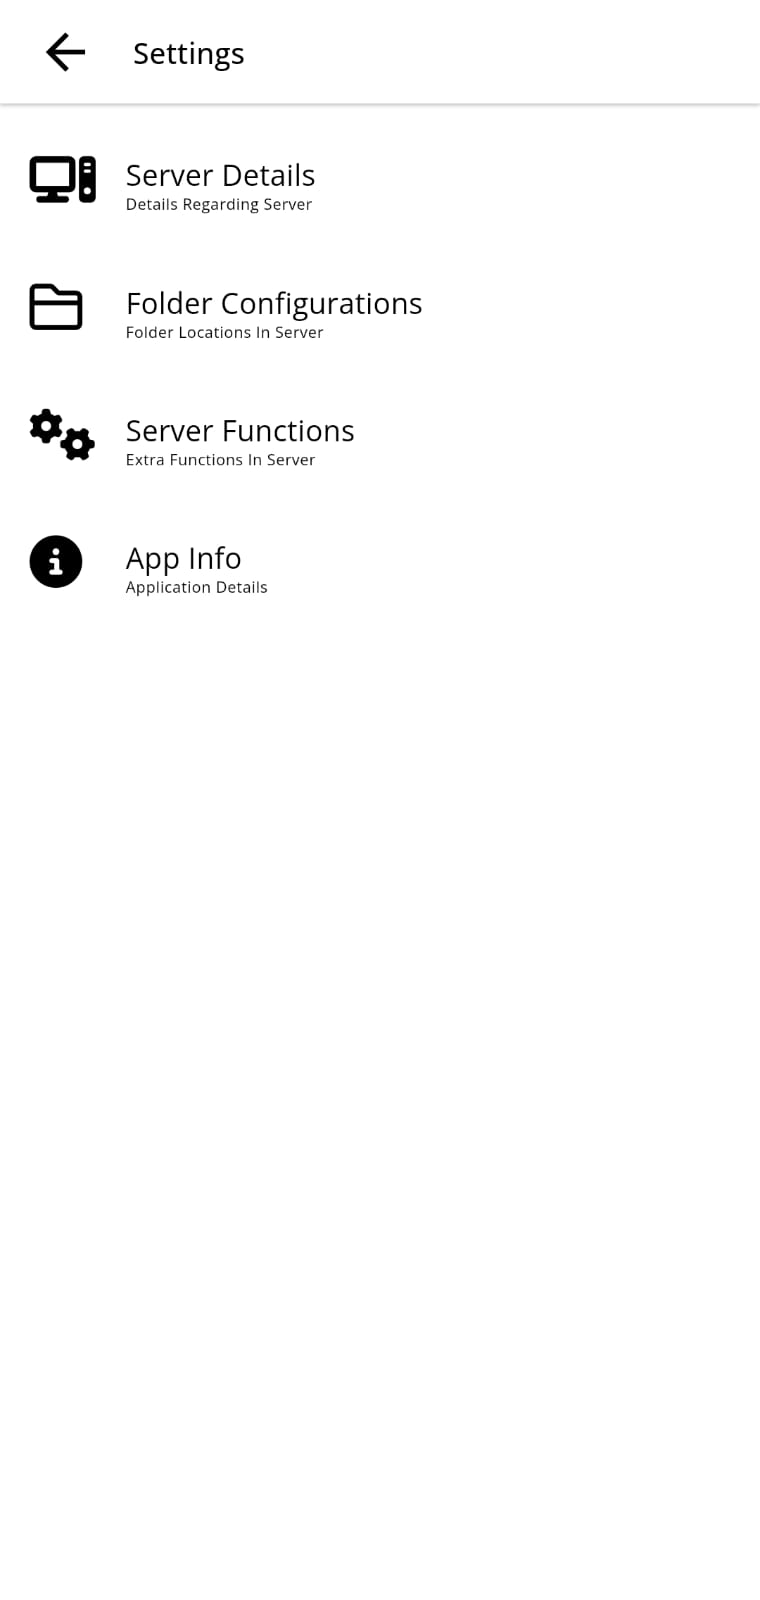 Settings
Server Details
Details Regarding Server
Folder Configurations
Folder Locations In Server
Server Functions
Extra Functions In Server
App Info
Application Details